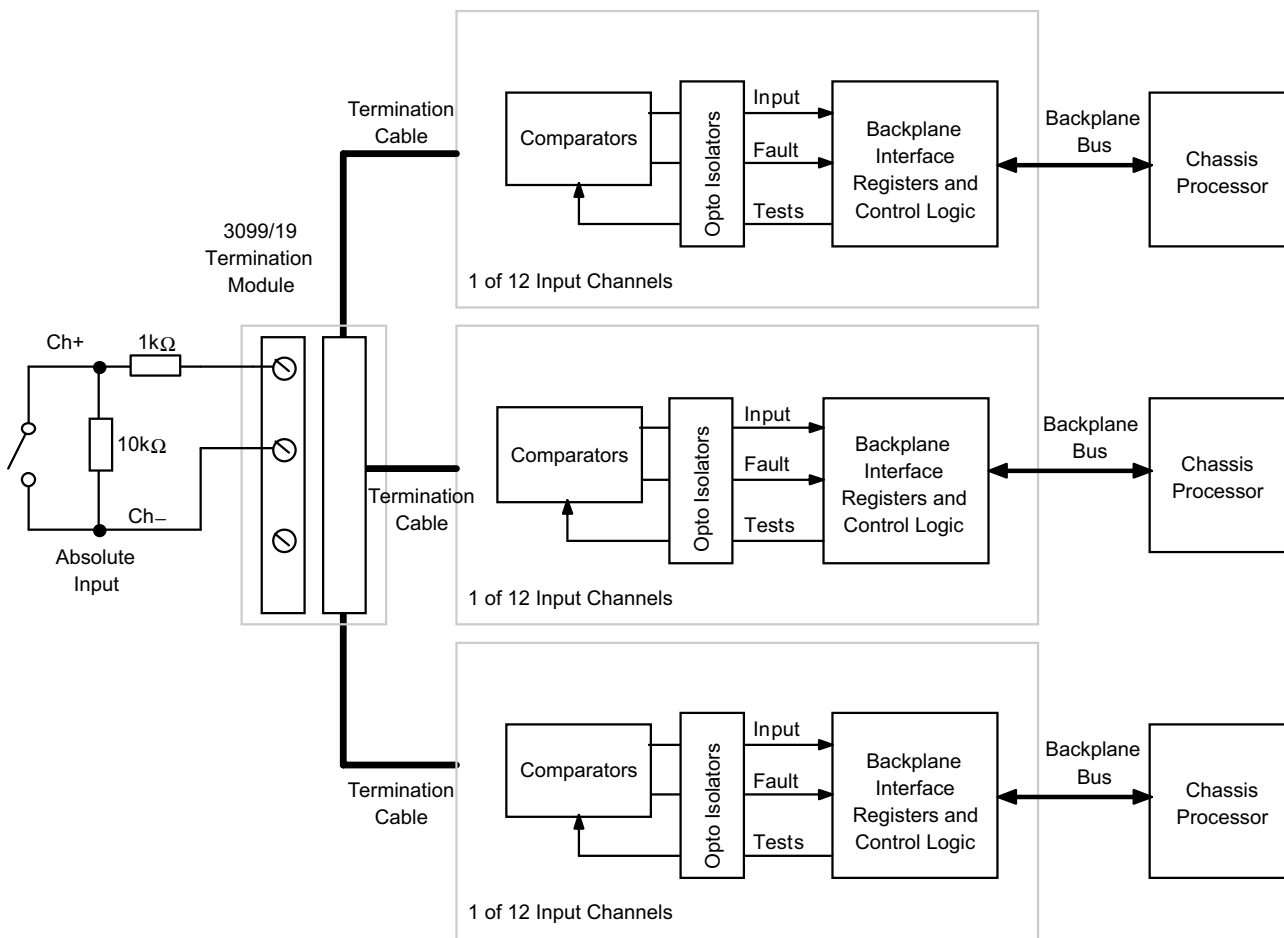 Termination
Cable
Comparators
Opto Isolators
Input
Fault
Tests
Backplane
Interface
Registers and
Control Logic
Backplane
Bus
Chassis
Processor
1 of 12 Input Channels
3099/19
Termination
Module
Ch+
1kΩ
10kΩ
Ch–
Absolute
Input
Termination
Cable
Comparators
Opto Isolators
Input
Fault
Tests
Backplane
Interface
Registers and
Control Logic
Backplane
Bus
Chassis
Processor
1 of 12 Input Channels
Termination
Cable
Comparators
Opto Isolators
Input
Fault
Tests
Backplane
Interface
Registers and
Control Logic
Backplane
Bus
Chassis
Processor
1 of 12 Input Channels